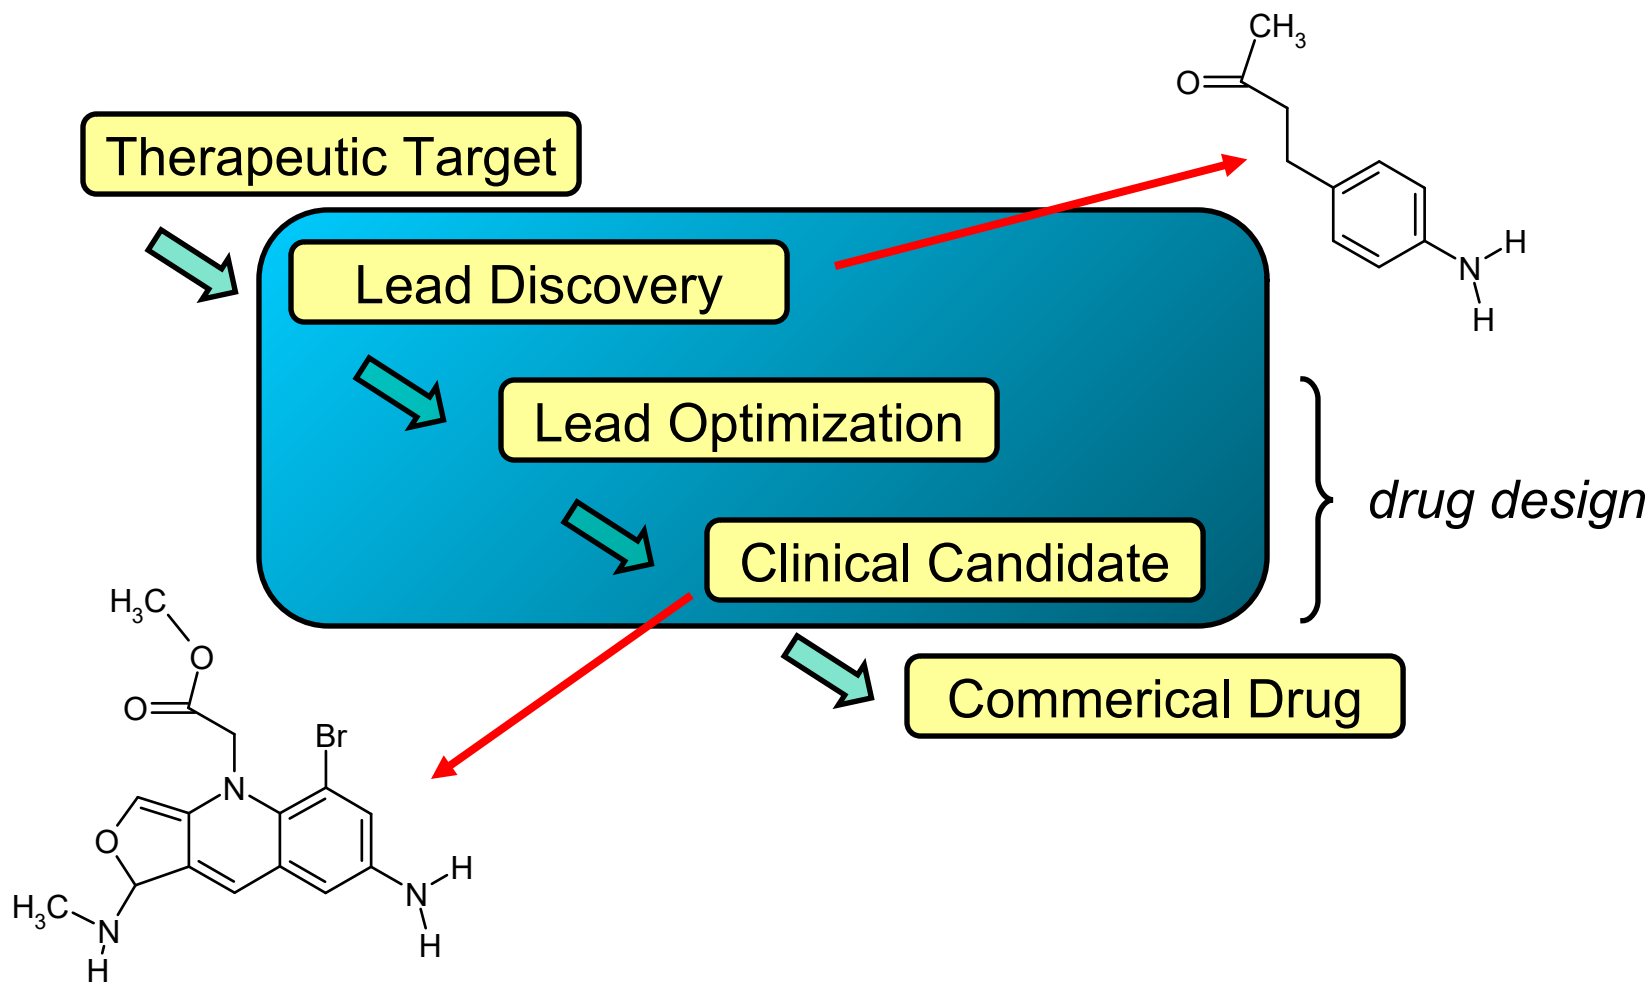 CH3
O
Therapeutic Target
H
Lead Discovery
N
H
Lead Optimization
drug design
Clinical Candidate
H3C
O
Commerical Drug
O
Br
N
O
H
N
H3C
N
H
H